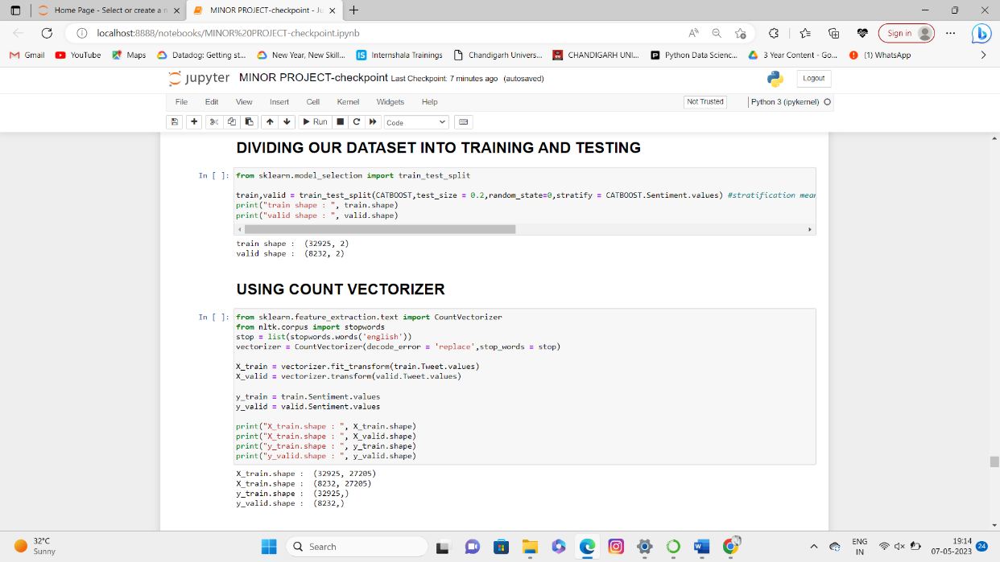 Home Page - Select or create a n
MINOR PROJECT-checkpoint - Ju
localhost:8888/notebooks/MINOR%20PROJECT-checkpoint.ipynb
Sign in
Gmail
YouTube
Maps
Datadog: Getting st...
New Year, New Skill...
IS Internshala Trainings
Chandigarh Univers...
CHANDIGARH UNI...
Python Data Scienc...
3 Year Content - Go...
(1) WhatsApp
jupyter MINOR PROJECT-checkpoint Last Checkpoint: 7 minutes ago (autosaved)
Logout
File Edit View Insert Cell Kernel Widgets Help
Not Trusted
Python 3 (ipykernel)
Run
Code
DIVIDING OUR DATASET INTO TRAINING AND TESTING
In [ ]: from sklearn.model_selection import train_test_split
train,valid = train_test_split(CATBOOST,test_size = 0.2,random_state=0,stratify = CATBOOST.Sentiment.values) #stratification mear
print("train shape : ", train.shape)
print("valid shape : ", valid.shape)
train shape :  (32925, 2)
valid shape :  (8232, 2)
USING COUNT VECTORIZER
In [ ]: from sklearn.feature_extraction.text import CountVectorizer
from nltk.corpus import stopwords
stop = list(stopwords.words('english'))
vectorizer = CountVectorizer(decode_error = 'replace',stop_words = stop)
X_train = vectorizer.fit_transform(train.Tweet.values)
X_valid = vectorizer.transform(valid.Tweet.values)
y_train = train.Sentiment.values
y_valid = valid.Sentiment.values
print("X_train.shape : ", X_train.shape)
print("X_train.shape : ", X_valid.shape)
print("y_train.shape : ", y_train.shape)
print("y_valid.shape : ", y_valid.shape)
X_train.shape :  (32925, 27205)
X_train.shape :  (8232, 27205)
y_train.shape :  (32925,)
y_valid.shape :  (8232,)
32°C
Sunny
Search
ENG
IN
19:14
07-05-2023
24